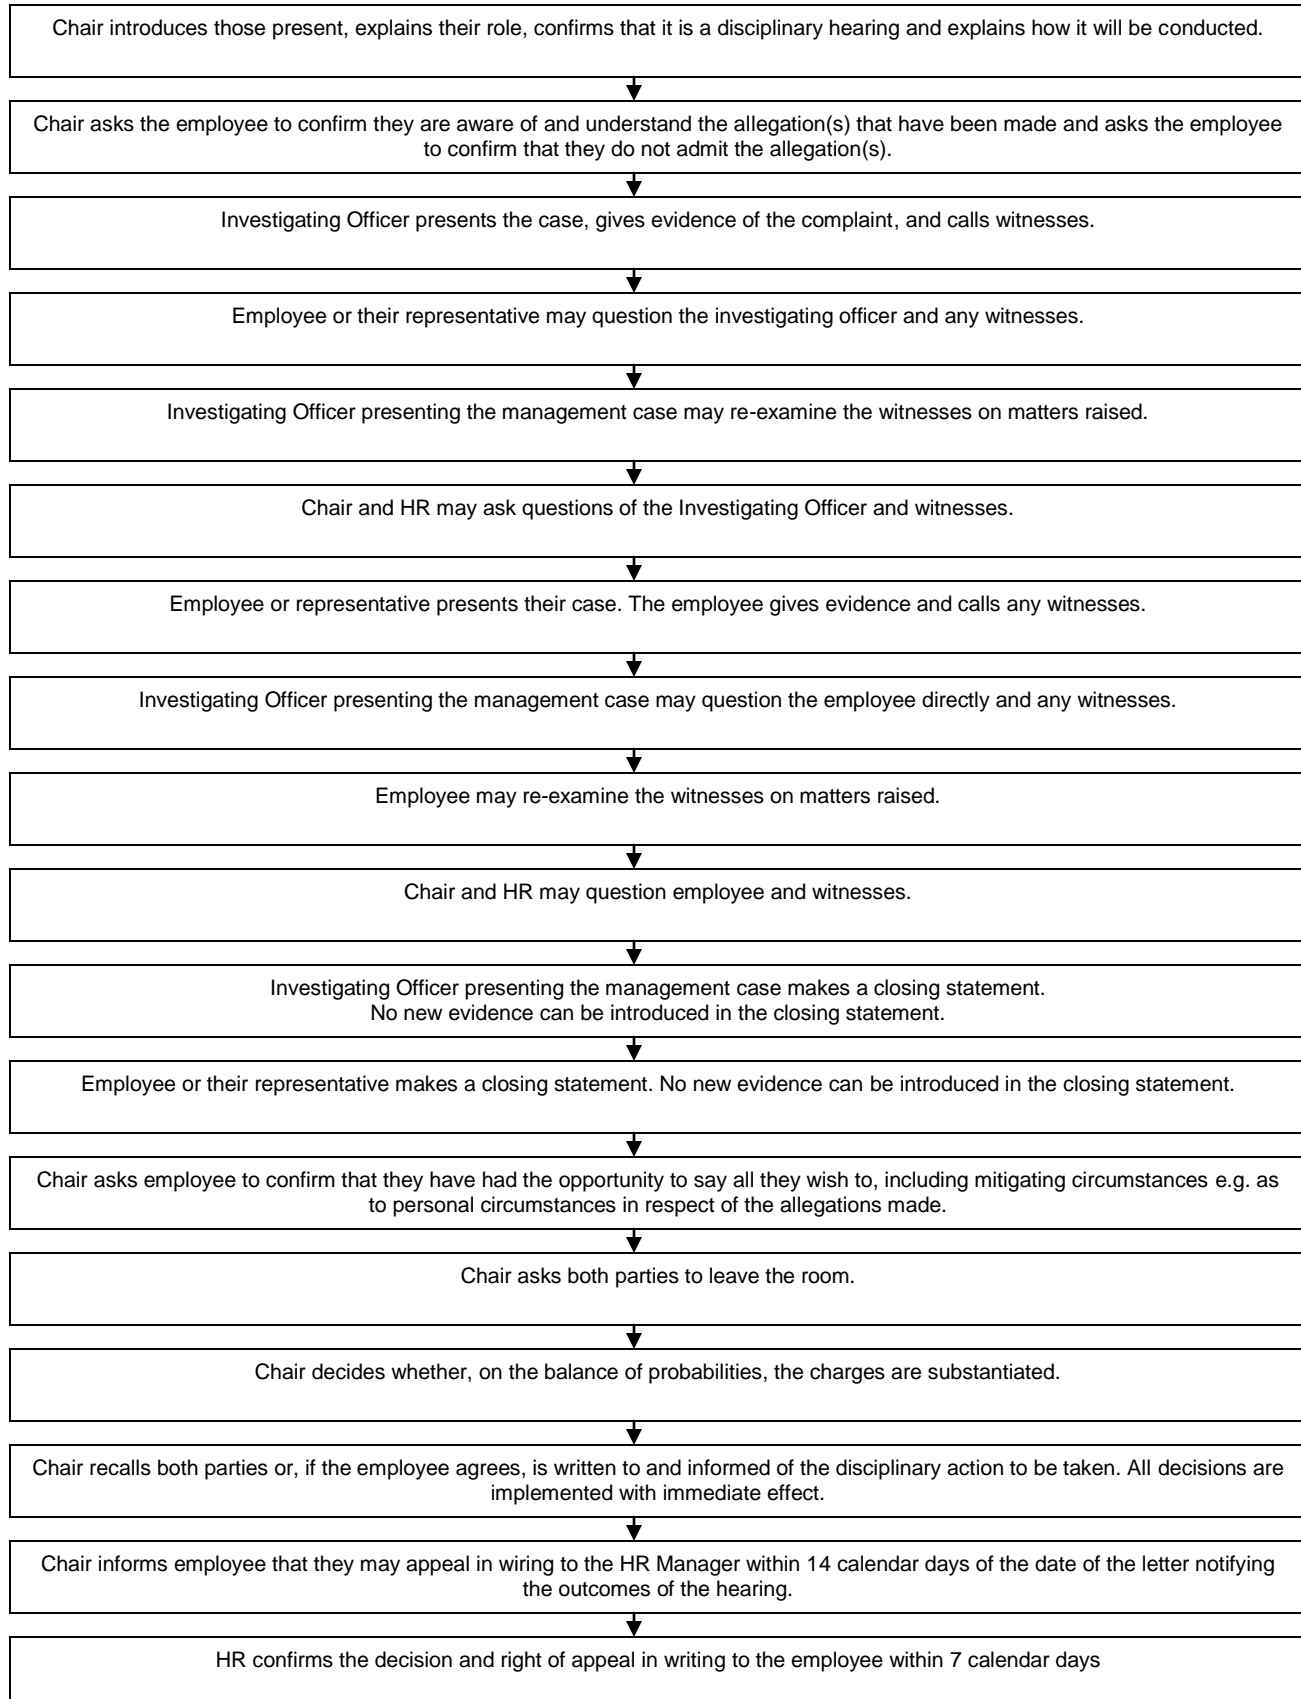 Chair introduces those present, explains their role, confirms that it is a disciplinary hearing and explains how it will be conducted.
Chair asks the employee to confirm they are aware of and understand the allegation(s) that have been made and asks the employee
to confirm that they do not admit the allegation(s).
Investigating Officer presents the case, gives evidence of the complaint, and calls witnesses.
Employee or their representative may question the investigating officer and any witnesses.
Investigating Officer presenting the management case may re-examine the witnesses on matters raised.
Chair and HR may ask questions of the Investigating Officer and witnesses.
Employee or representative presents their case. The employee gives evidence and calls any witnesses.
Investigating Officer presenting the management case may question the employee directly and any witnesses.
Employee may re-examine the witnesses on matters raised.
Chair and HR may question employee and witnesses.
Investigating Officer presenting the management case makes a closing statement.
No new evidence can be introduced in the closing statement.
Employee or their representative makes a closing statement. No new evidence can be introduced in the closing statement.
Chair asks employee to confirm that they have had the opportunity to say all they wish to, including mitigating circumstances e.g. as
to personal circumstances in respect of the allegations made.
Chair asks both parties to leave the room.
Chair decides whether, on the balance of probabilities, the charges are substantiated.
Chair recalls both parties or, if the employee agrees, is written to and informed of the disciplinary action to be taken. All decisions are
implemented with immediate effect.
Chair informs employee that they may appeal in wiring to the HR Manager within 14 calendar days of the date of the letter notifying
the outcomes of the hearing.
HR confirms the decision and right of appeal in writing to the employee within 7 calendar days